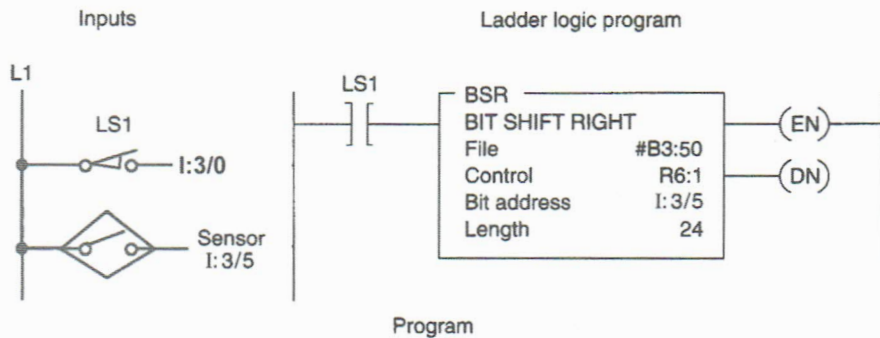 Inputs
Ladder logic program
L1
LS1
I:3/0
Sensor
I:3/5
LS1
BSR
BIT SHIFT RIGHT
File #B3:50
Control R6:1
Bit address I:3/5
Length 24
EN
DN
Program